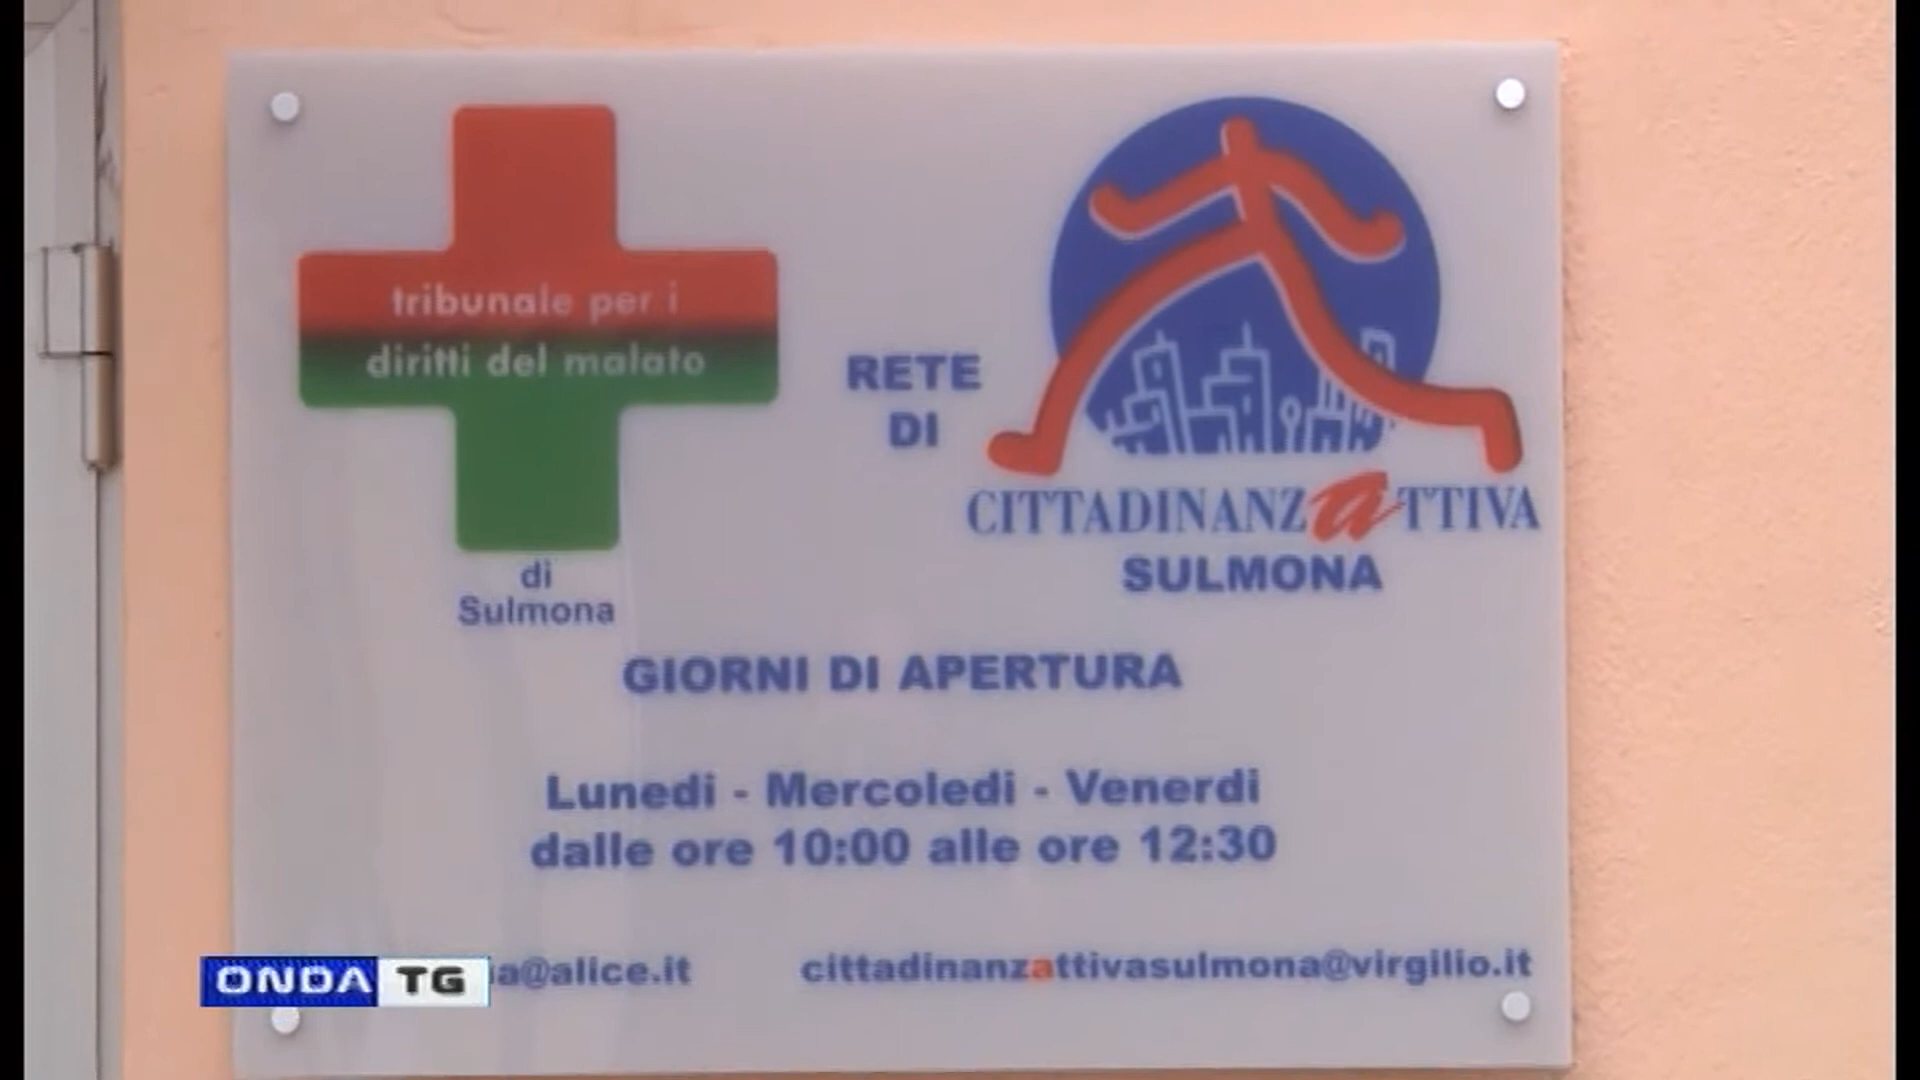 tribunale per i
diritti del malato
di
Sulmona
RETE
DI
CITTADINANZaTTIVA
SULMONA
GIORNI DI APERTURA
Lunedi - Mercoledi - Venerdi
dalle ore 10:00 alle ore 12:30
a@alice.it
cittadinanzattivasulmona@virgilio.it
ONDA TG